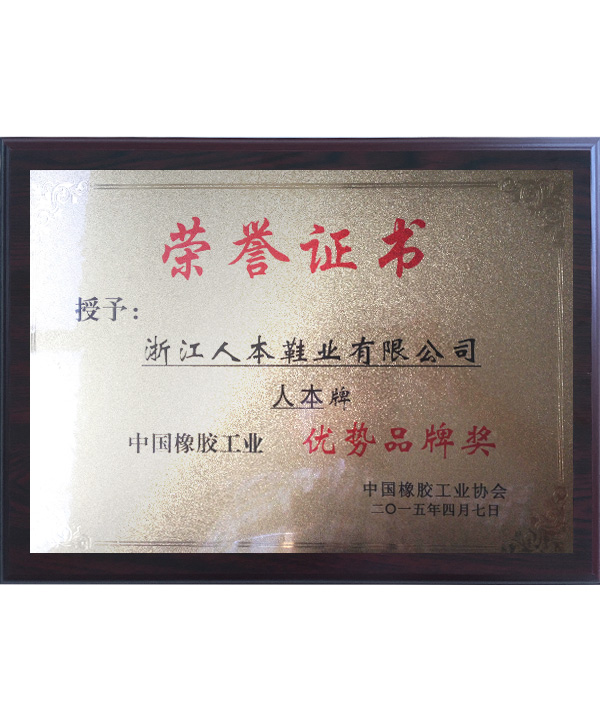 荣誉证书
授予：
浙江人本鞋业有限公司
人本牌
中国橡胶工业 优势品牌奖
中国橡胶工业协会
二〇一五年四月七日